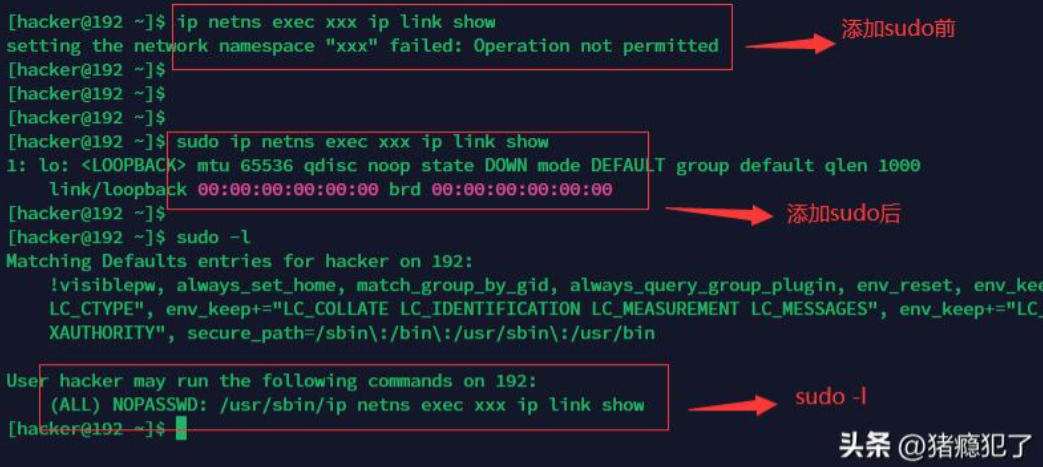 [hacker@192 ~]$ ip netns exec xxx ip link show
添加sudo前
setting the network namespace "xxx" failed: Operation not permitted
[hacker@192 ~]$
[hacker@192 ~]$
[hacker@192 ~]$
[hacker@192 ~]$ sudo ip netns exec xxx ip link show
1: lo: <LOOPBACK> mtu 65536 qdisc noop state DOWN mode DEFAULT group default qlen 1000
link/loopback 00:00:00:00:00:00 brd 00:00:00:00:00:00
[hacker@192 ~]$
添加sudo后
[hacker@192 ~]$ sudo -l
Matching Defaults entries for hacker on 192:
!visiblepw, always_set_home, match_group_by_gid, always_query_group_plugin, env_reset, env_kee
LC_CTYPE", env_keep+="LC_COLLATE LC_IDENTIFICATION LC_MEASUREMENT LC_MESSAGES", env_keep+="LC_
XAUTHORITY", secure_path=/sbin\:/bin\:/usr/sbin\:/usr/bin
User hacker may run the following commands on 192:
(ALL) NOPASSWD: /usr/sbin/ip netns exec xxx ip link show
sudo -l
[hacker@192 ~]$
头条 @猪瘾犯了